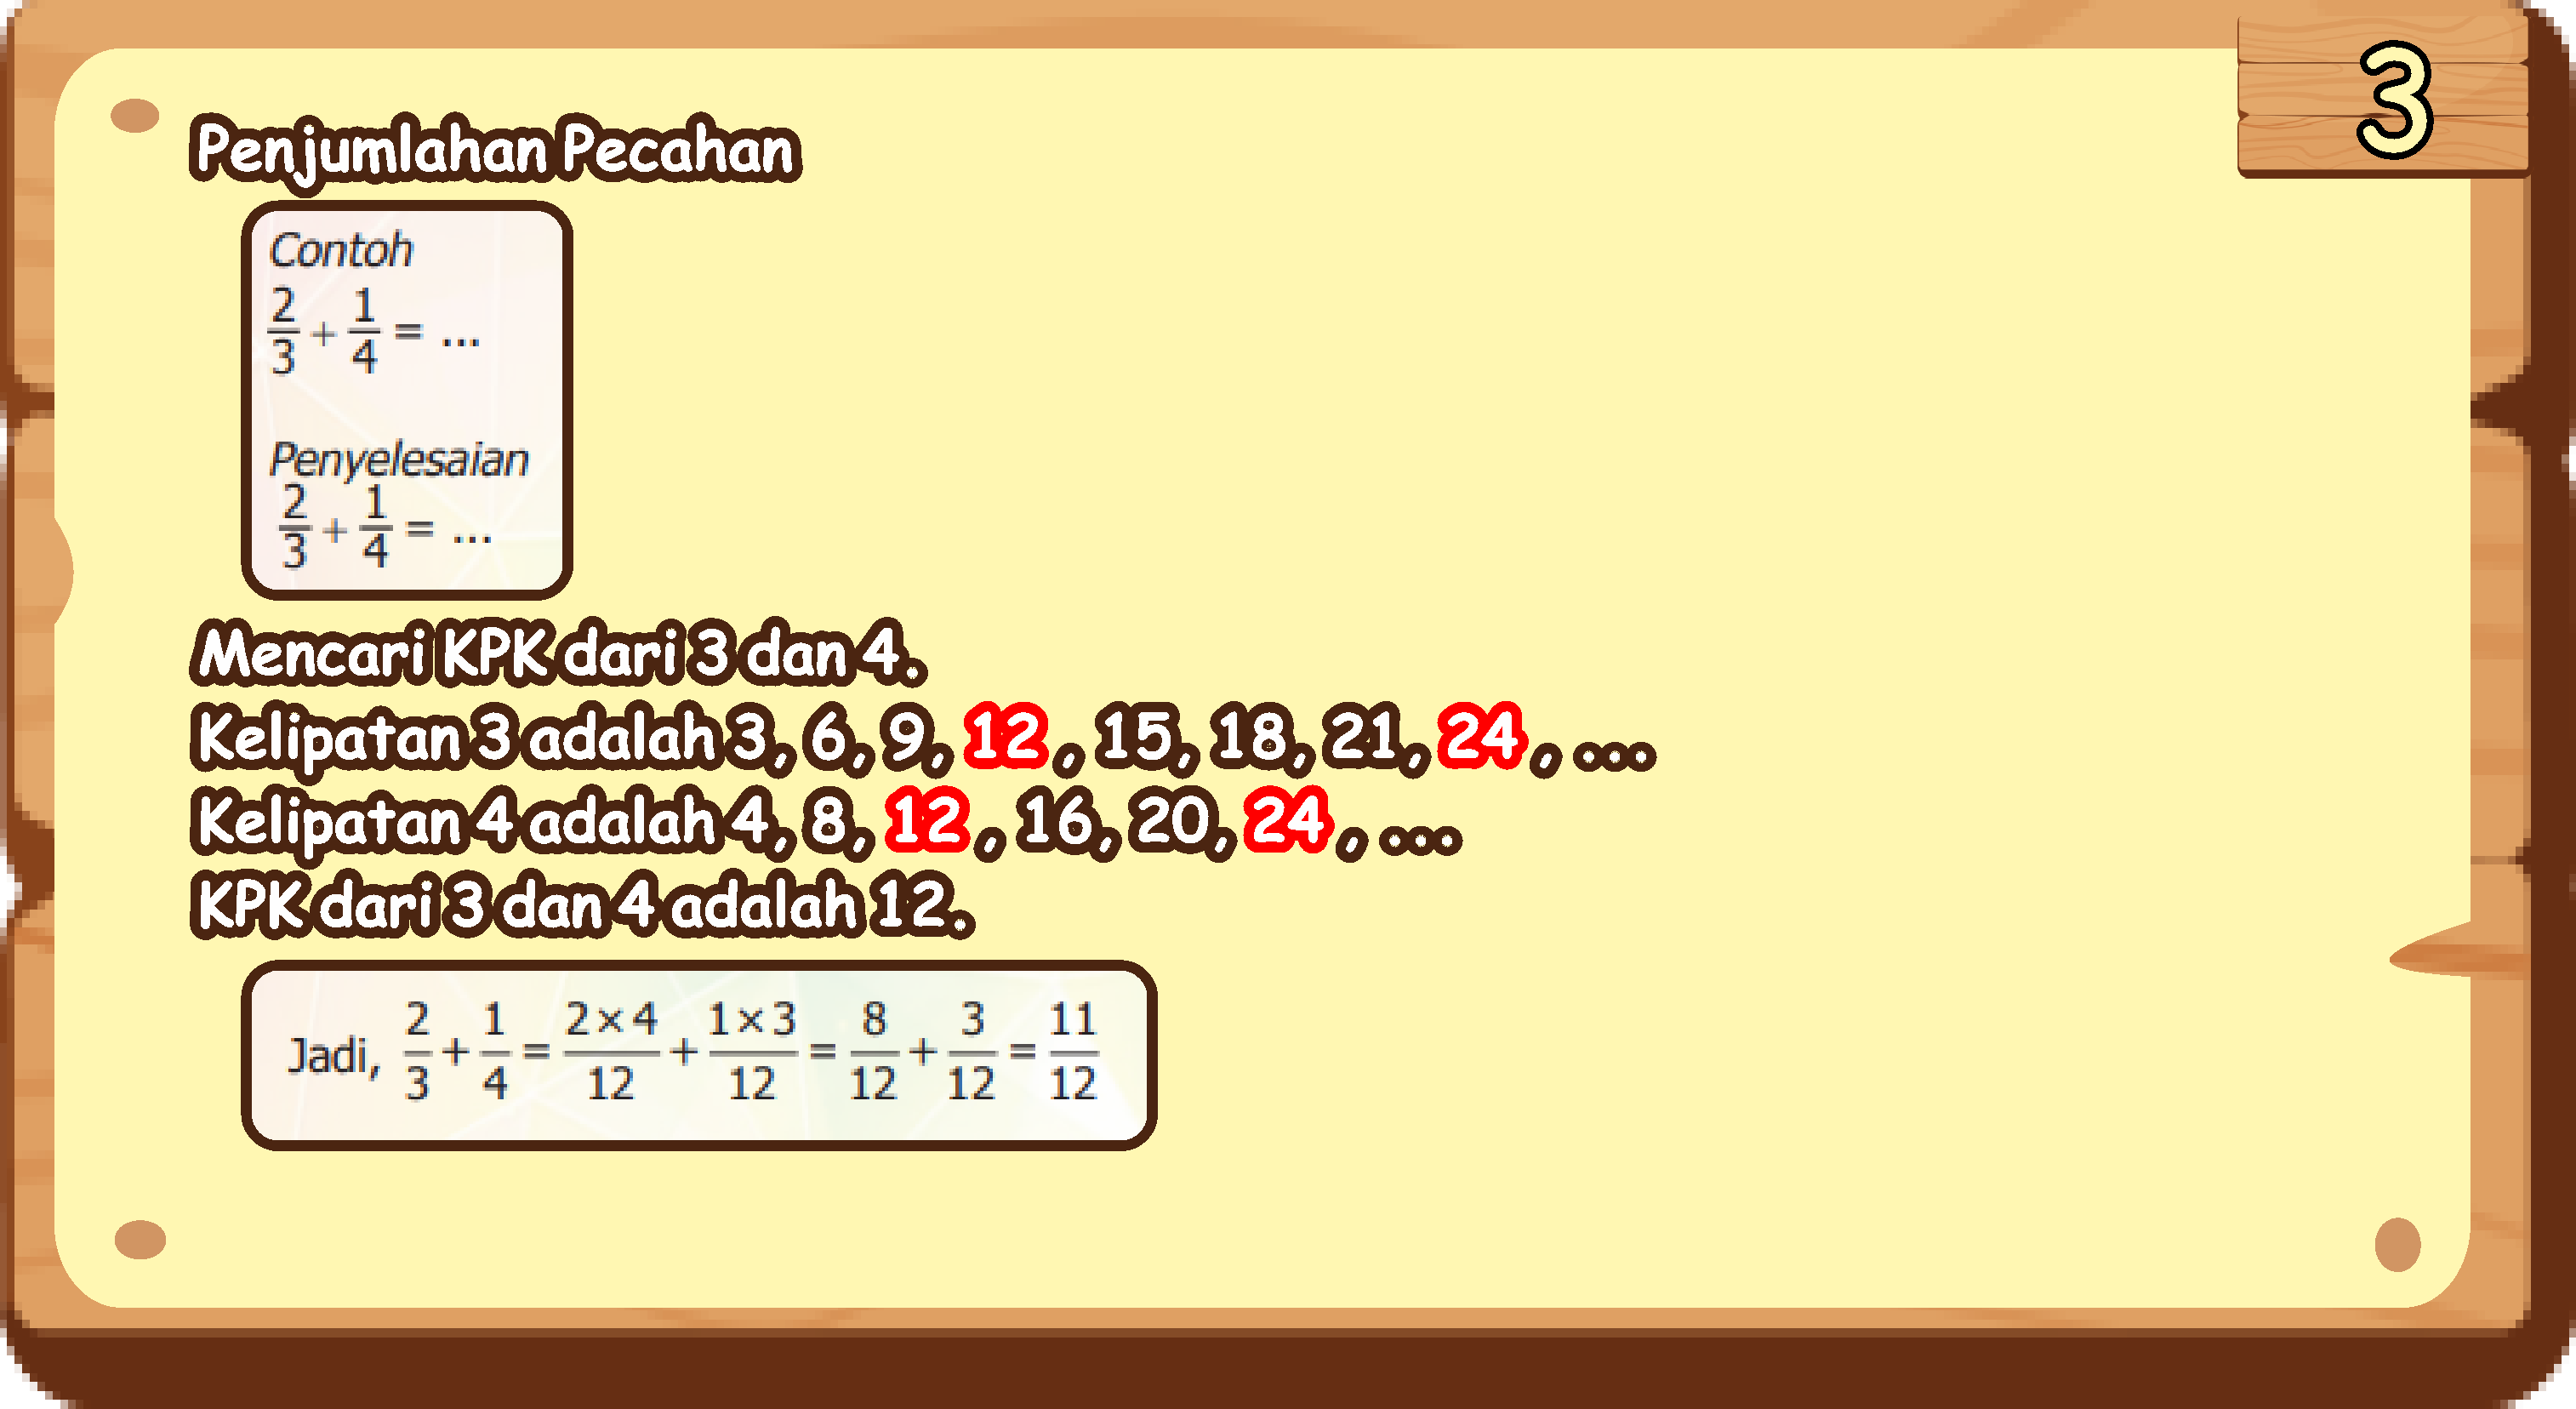 3
Penjumlahan Pecahan
Contoh
2/3 + 1/4 = ...
Penyelesaian
2/3 + 1/4 = ...
Mencari KPK dari 3 dan 4.
Kelipatan 3 adalah 3, 6, 9, 12, 15, 18, 21, 24, ...
Kelipatan 4 adalah 4, 8, 12, 16, 20, 24, ...
KPK dari 3 dan 4 adalah 12.
Jadi, 2/3 + 1/4 = 2×4/12 + 1×3/12 = 8/12 + 3/12 = 11/12